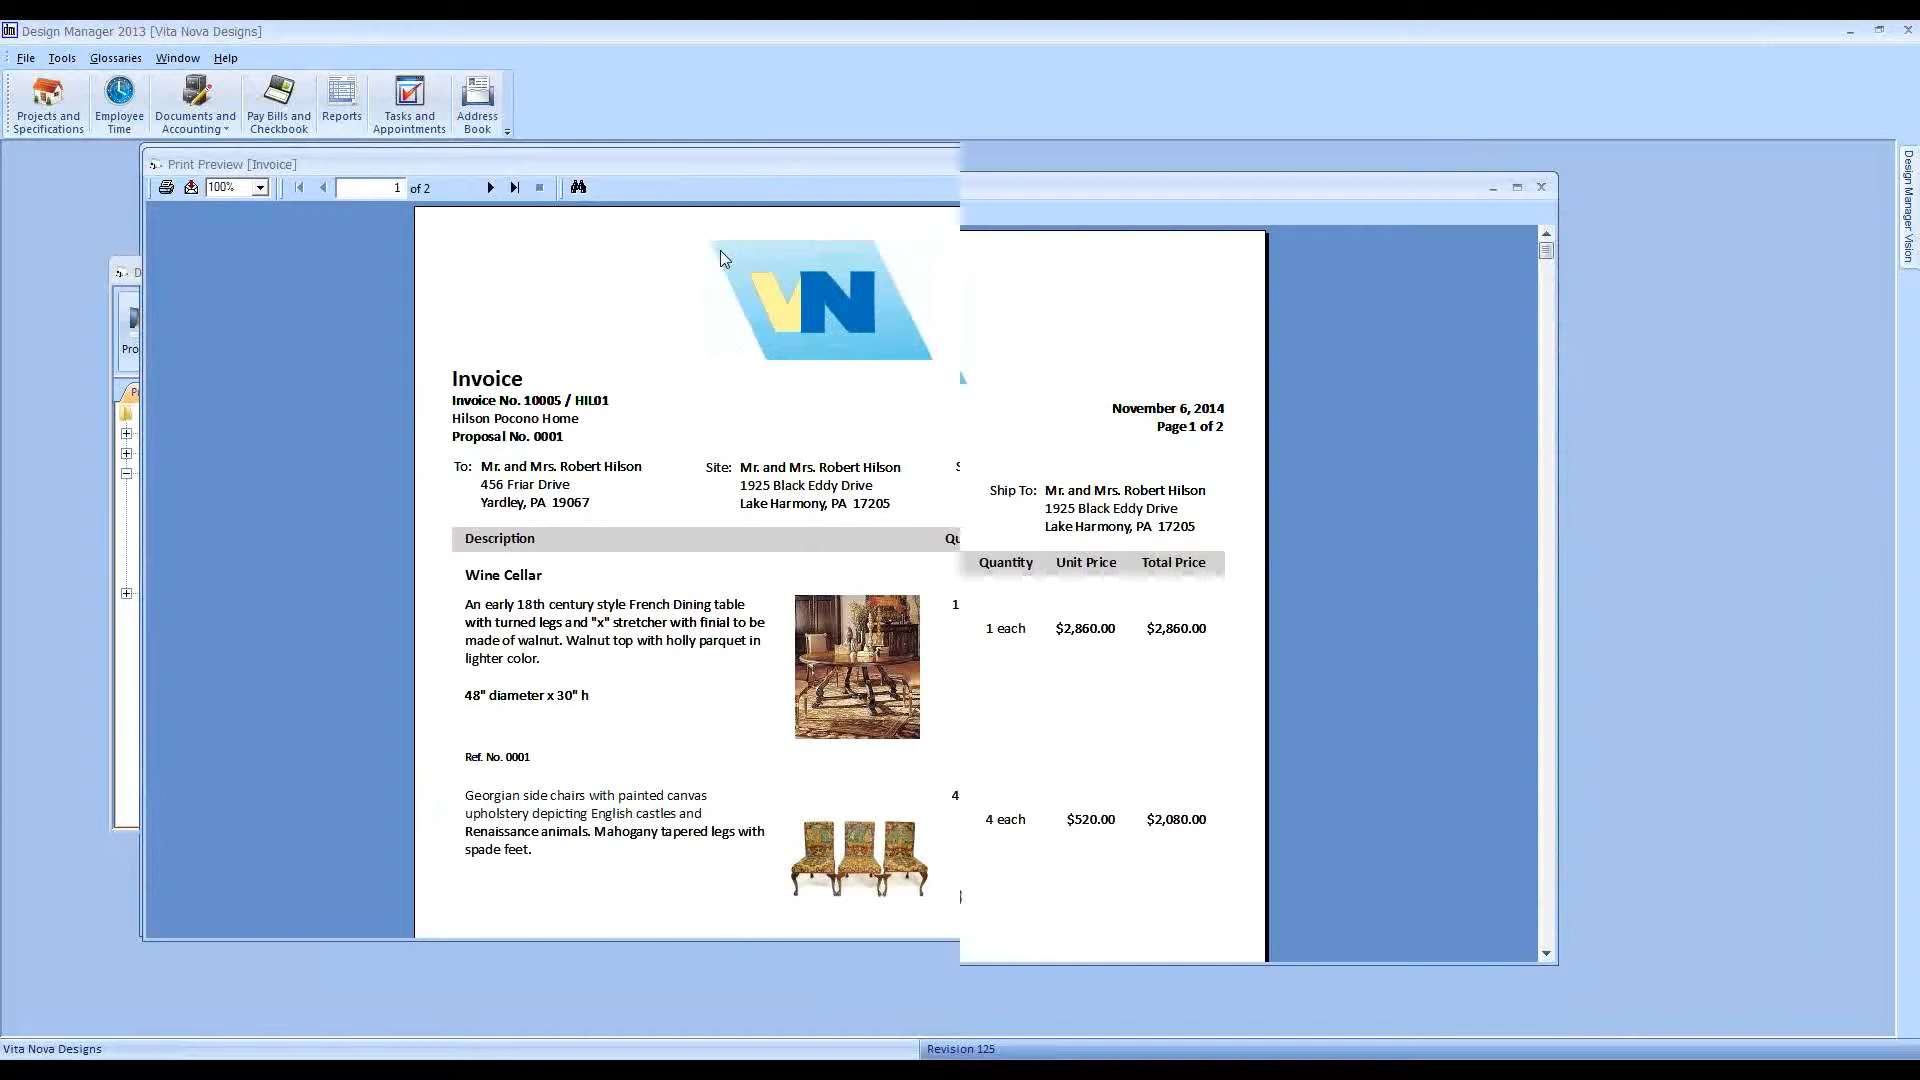 Design Manager 2013 [Vita Nova Designs]
File Tools Glossaries Window Help
Projects and Specifications
Employee Time
Documents and Accounting
Pay Bills and Checkbook
Reports
Tasks and Appointments
Address Book
Design Manager Vision
Print Preview [Invoice]
100% 1 of 2
D
Pro
VN
Invoice
Invoice No. 10005 / HIL01
Hilson Pocono Home
Proposal No. 0001
November 6, 2014
Page 1 of 2
To: Mr. and Mrs. Robert Hilson
456 Friar Drive
Yardley, PA 19067
Site: Mr. and Mrs. Robert Hilson
1925 Black Eddy Drive
Lake Harmony, PA 17205
Ship To: Mr. and Mrs. Robert Hilson
1925 Black Eddy Drive
Lake Harmony, PA 17205
Description Qu Quantity Unit Price Total Price
Wine Cellar
An early 18th century style French Dining table
with turned legs and "x" stretcher with finial to be
made of walnut. Walnut top with holly parquet in
lighter color.
1 1 each $2,860.00 $2,860.00
48" diameter x 30" h
Ref. No. 0001
Georgian side chairs with painted canvas
upholstery depicting English castles and
Renaissance animals. Mahogany tapered legs with
spade feet.
4 4 each $520.00 $2,080.00
Vita Nova Designs
Revision 125